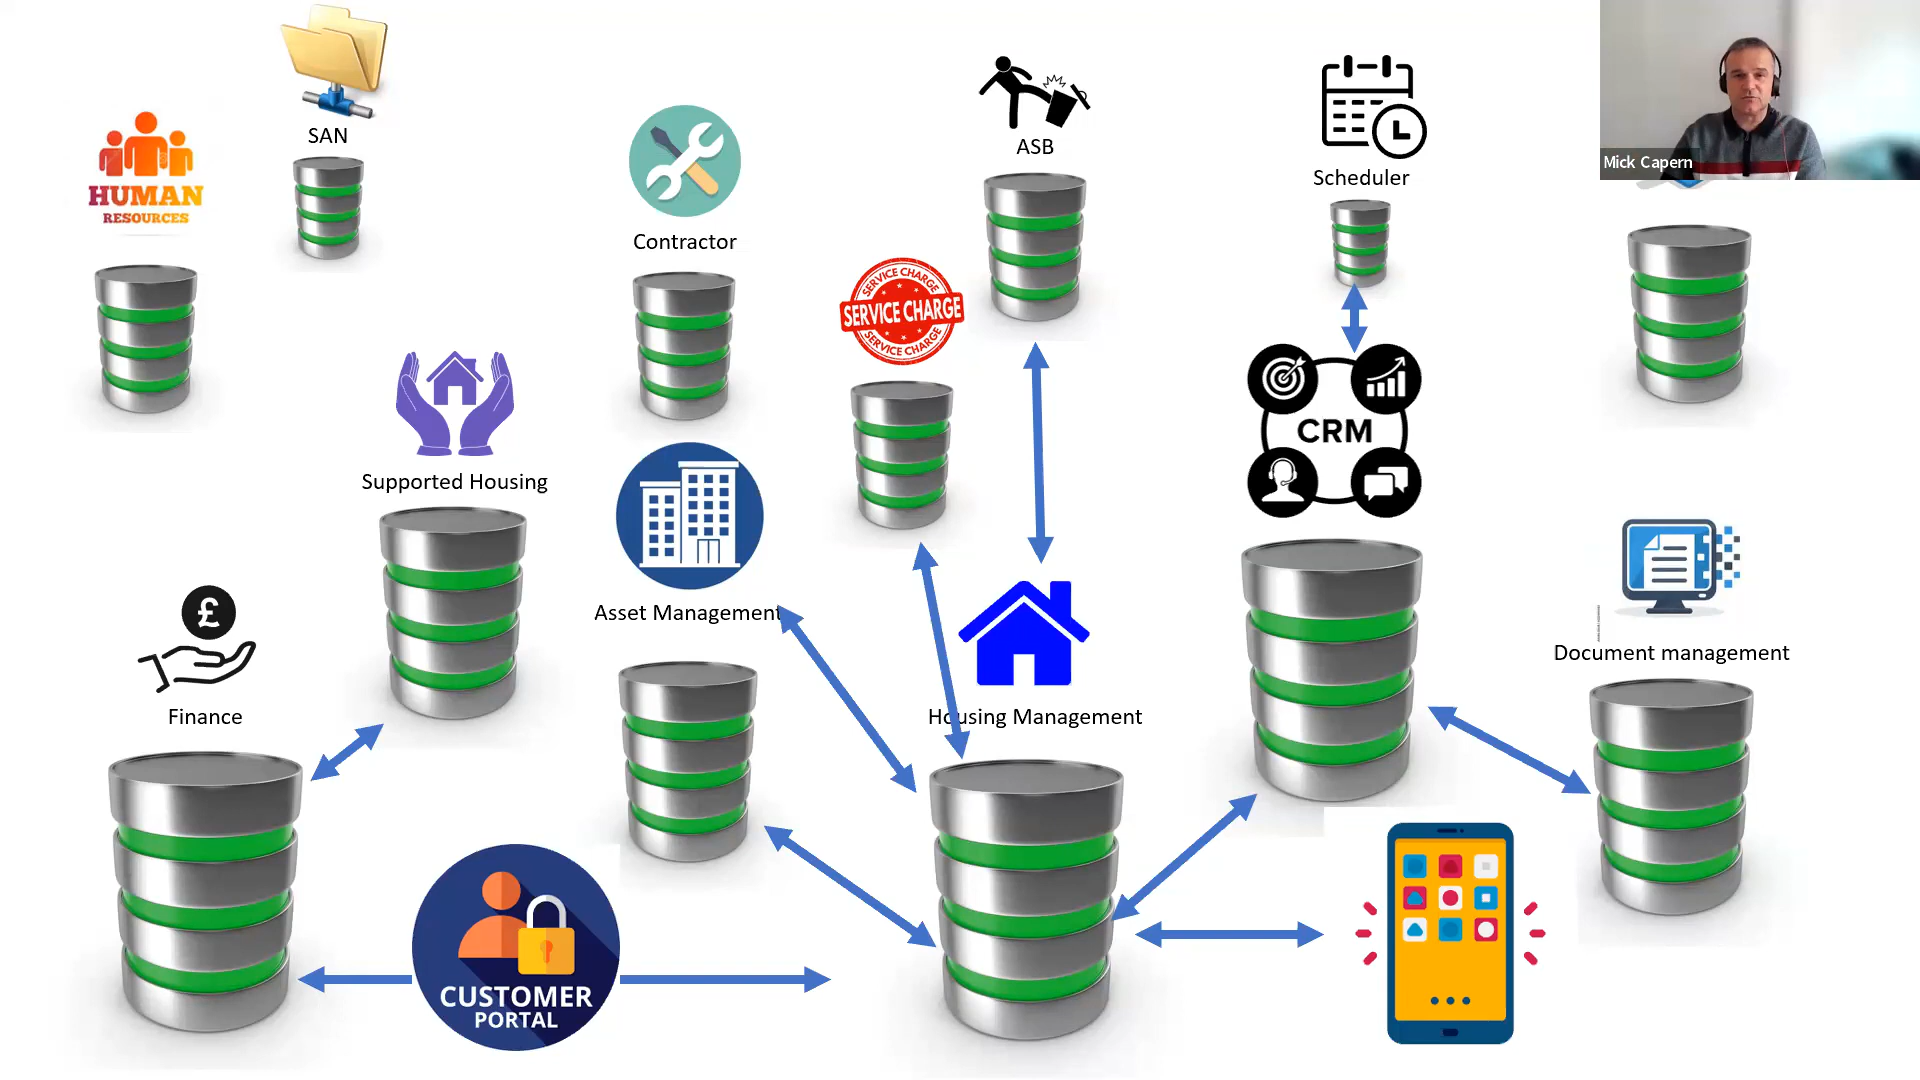 SAN
HUMAN
RESOURCES
ASB
Scheduler
Mick Capern
Contractor
SERVICE CHARGE
SERVICE CHARGE
SERVICE CHARGE
CRM
Supported Housing
Asset Management
£
Finance
Housing Management
Document management
CUSTOMER
PORTAL